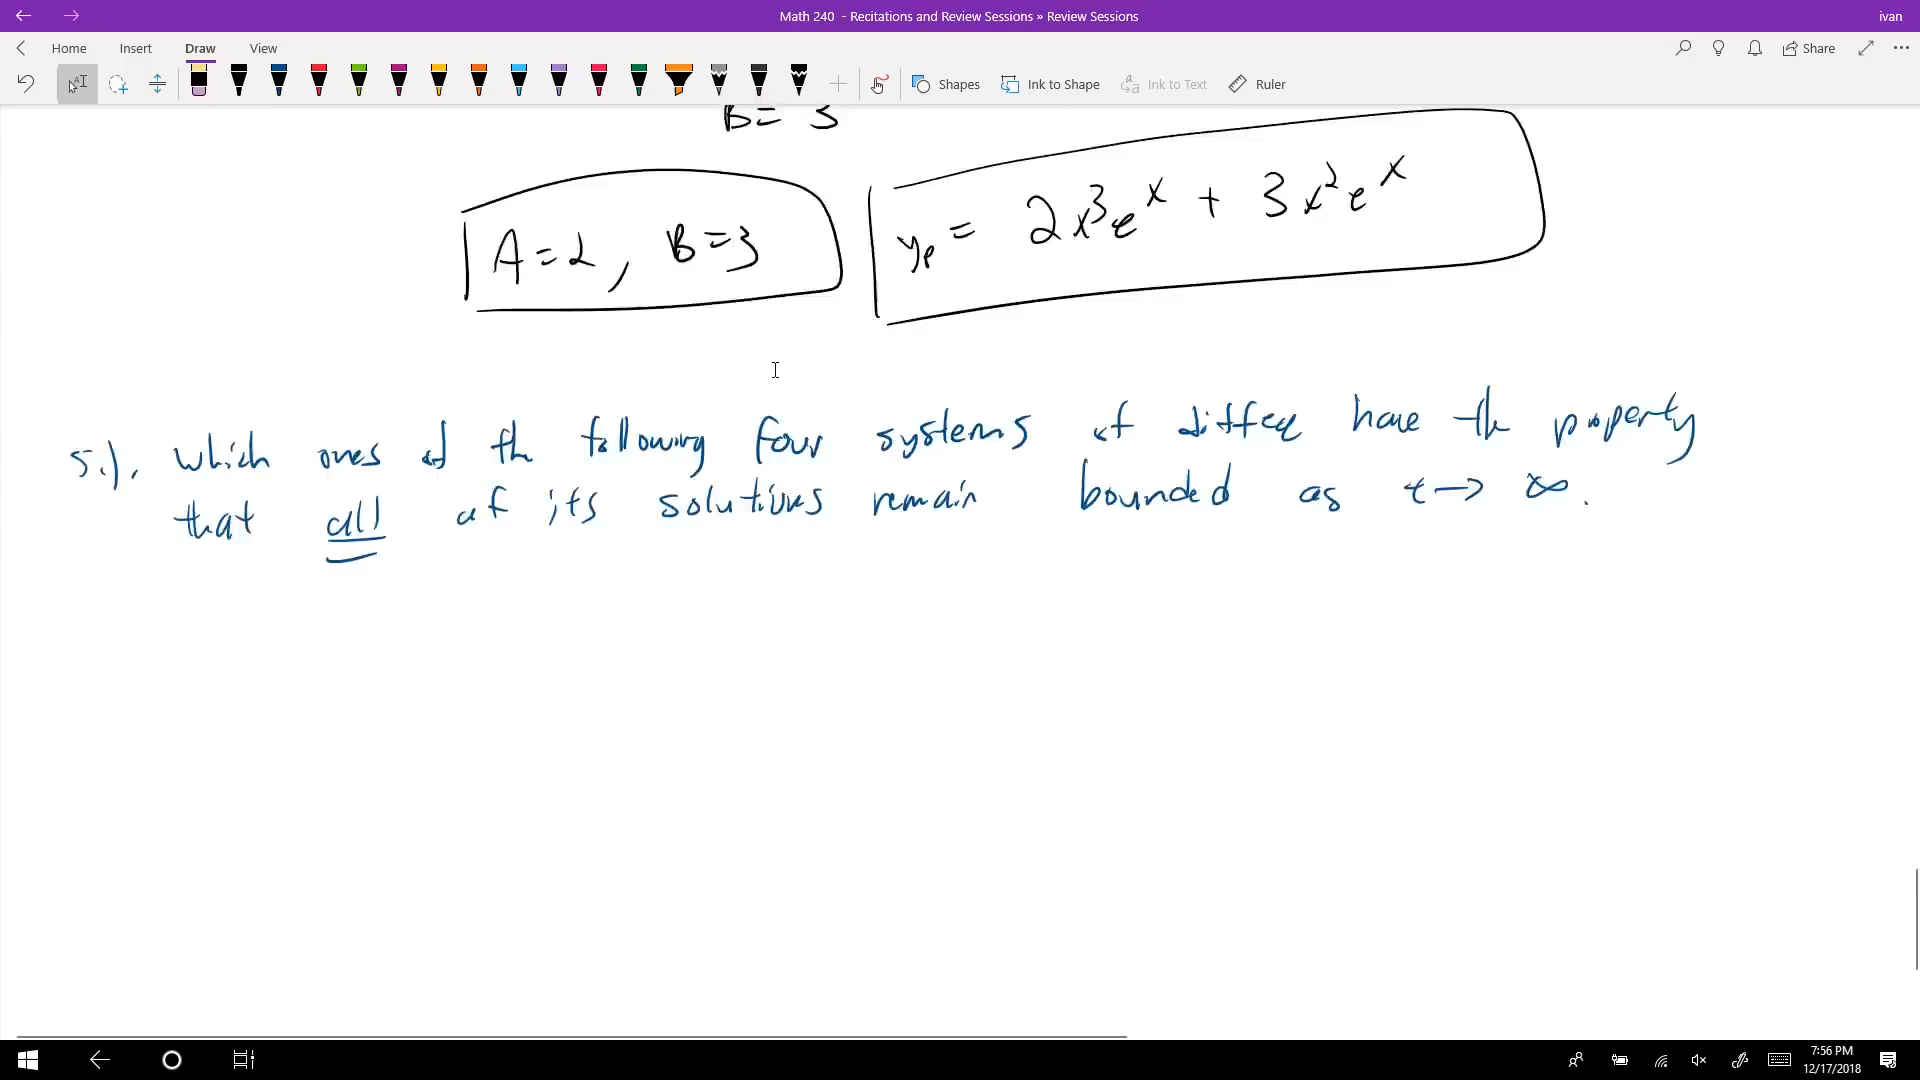 Math 240 - Recitations and Review Sessions » Review Sessions
ivan
Home Insert Draw View
Share
Shapes Ink to Shape Ink to Text Ruler
B = 3
A = 2, B = 3
yp = 2x³eˣ + 3x²eˣ
5.). Which ones of the following four systems of diffeq have the property
that all of its solutions remain bounded as t → ∞.
7:56 PM
12/17/2018